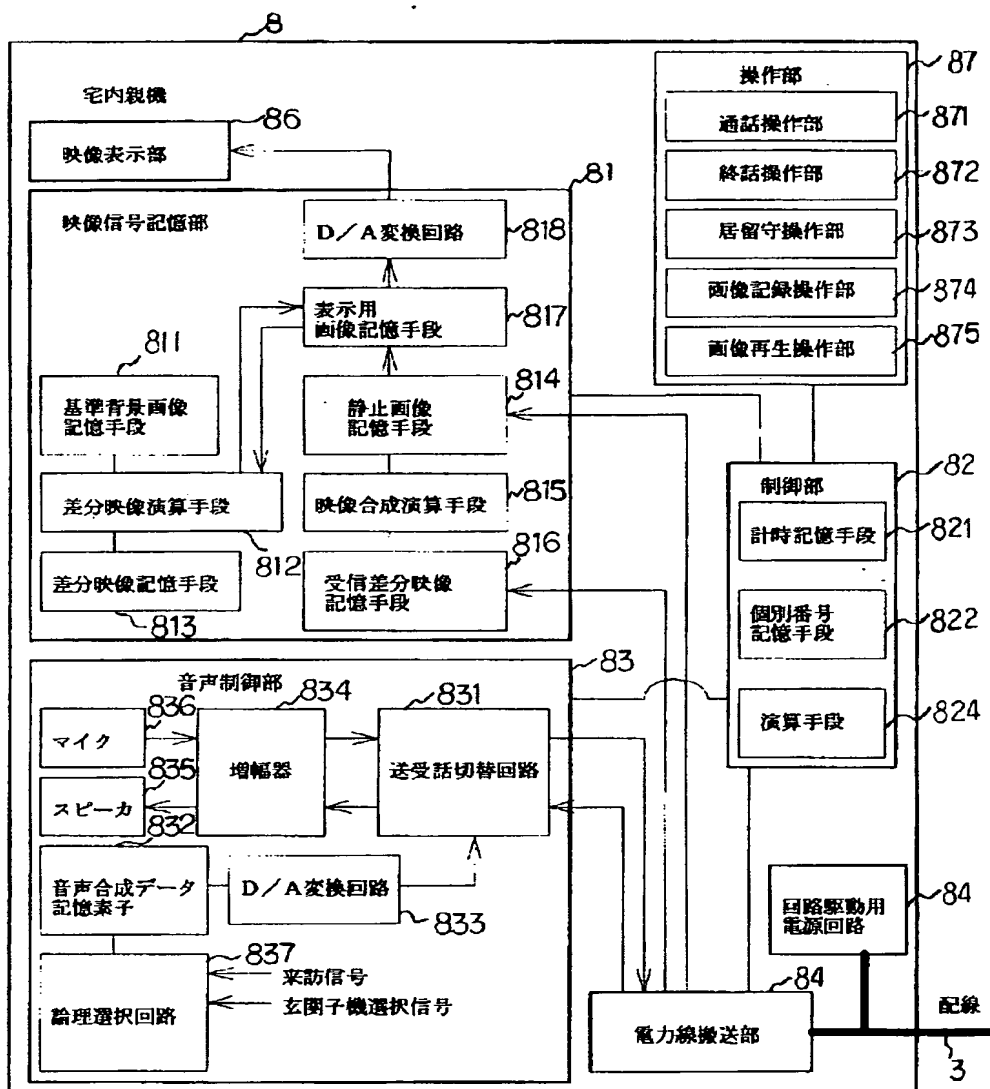 8
宅内親機
86
映像表示部
81
映像信号記憶部
D/A変換回路
818
表示用
画像記憶手段
817
811
基準背景画像
記憶手段
静止画像
記憶手段
814
差分映像演算手段
812
映像合成演算手段
815
差分映像記憶手段
813
受信差分映像
記憶手段
816
87
操作部
通話操作部
871
終話操作部
872
居留守操作部
873
画像記録操作部
874
画像再生操作部
875
82
制御部
計時記憶手段
821
個別番号
記憶手段
822
演算手段
824
83
音声制御部
マイク
836
スピーカ
835
増幅器
834
送受話切替回路
831
832
音声合成データ
記憶素子
D/A変換回路
833
837
論理選択回路
来訪信号
玄関子機選択信号
回路駆動用
電源回路
84
電力線搬送部
84
配線
3